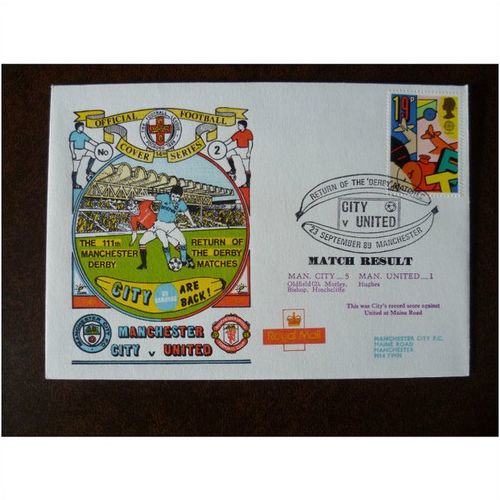 OFFICIAL FOOTBALL
COVER SERIES
THE FOOTBALL LEAGUE
No
2
THE 111th
MANCHESTER
DERBY
RETURN OF
THE DERBY
MATCHES
CITY ARE
BACK!
MANCHESTER
CITY v UNITED
19P
RETURN OF THE 'DERBY MATCHES'
CITY
v
UNITED
23 SEPTEMBER 89 MANCHESTER
MATCH RESULT
MAN. CITY 5 MAN. UNITED 1
Oldfield(2), Morley, Hughes
Bishop, Hinchcliffe
This was City's record score against
United at Maine Road
Royal Mail
MANCHESTER CITY F.C.
MAINE ROAD
MANCHESTER
M14 7WN